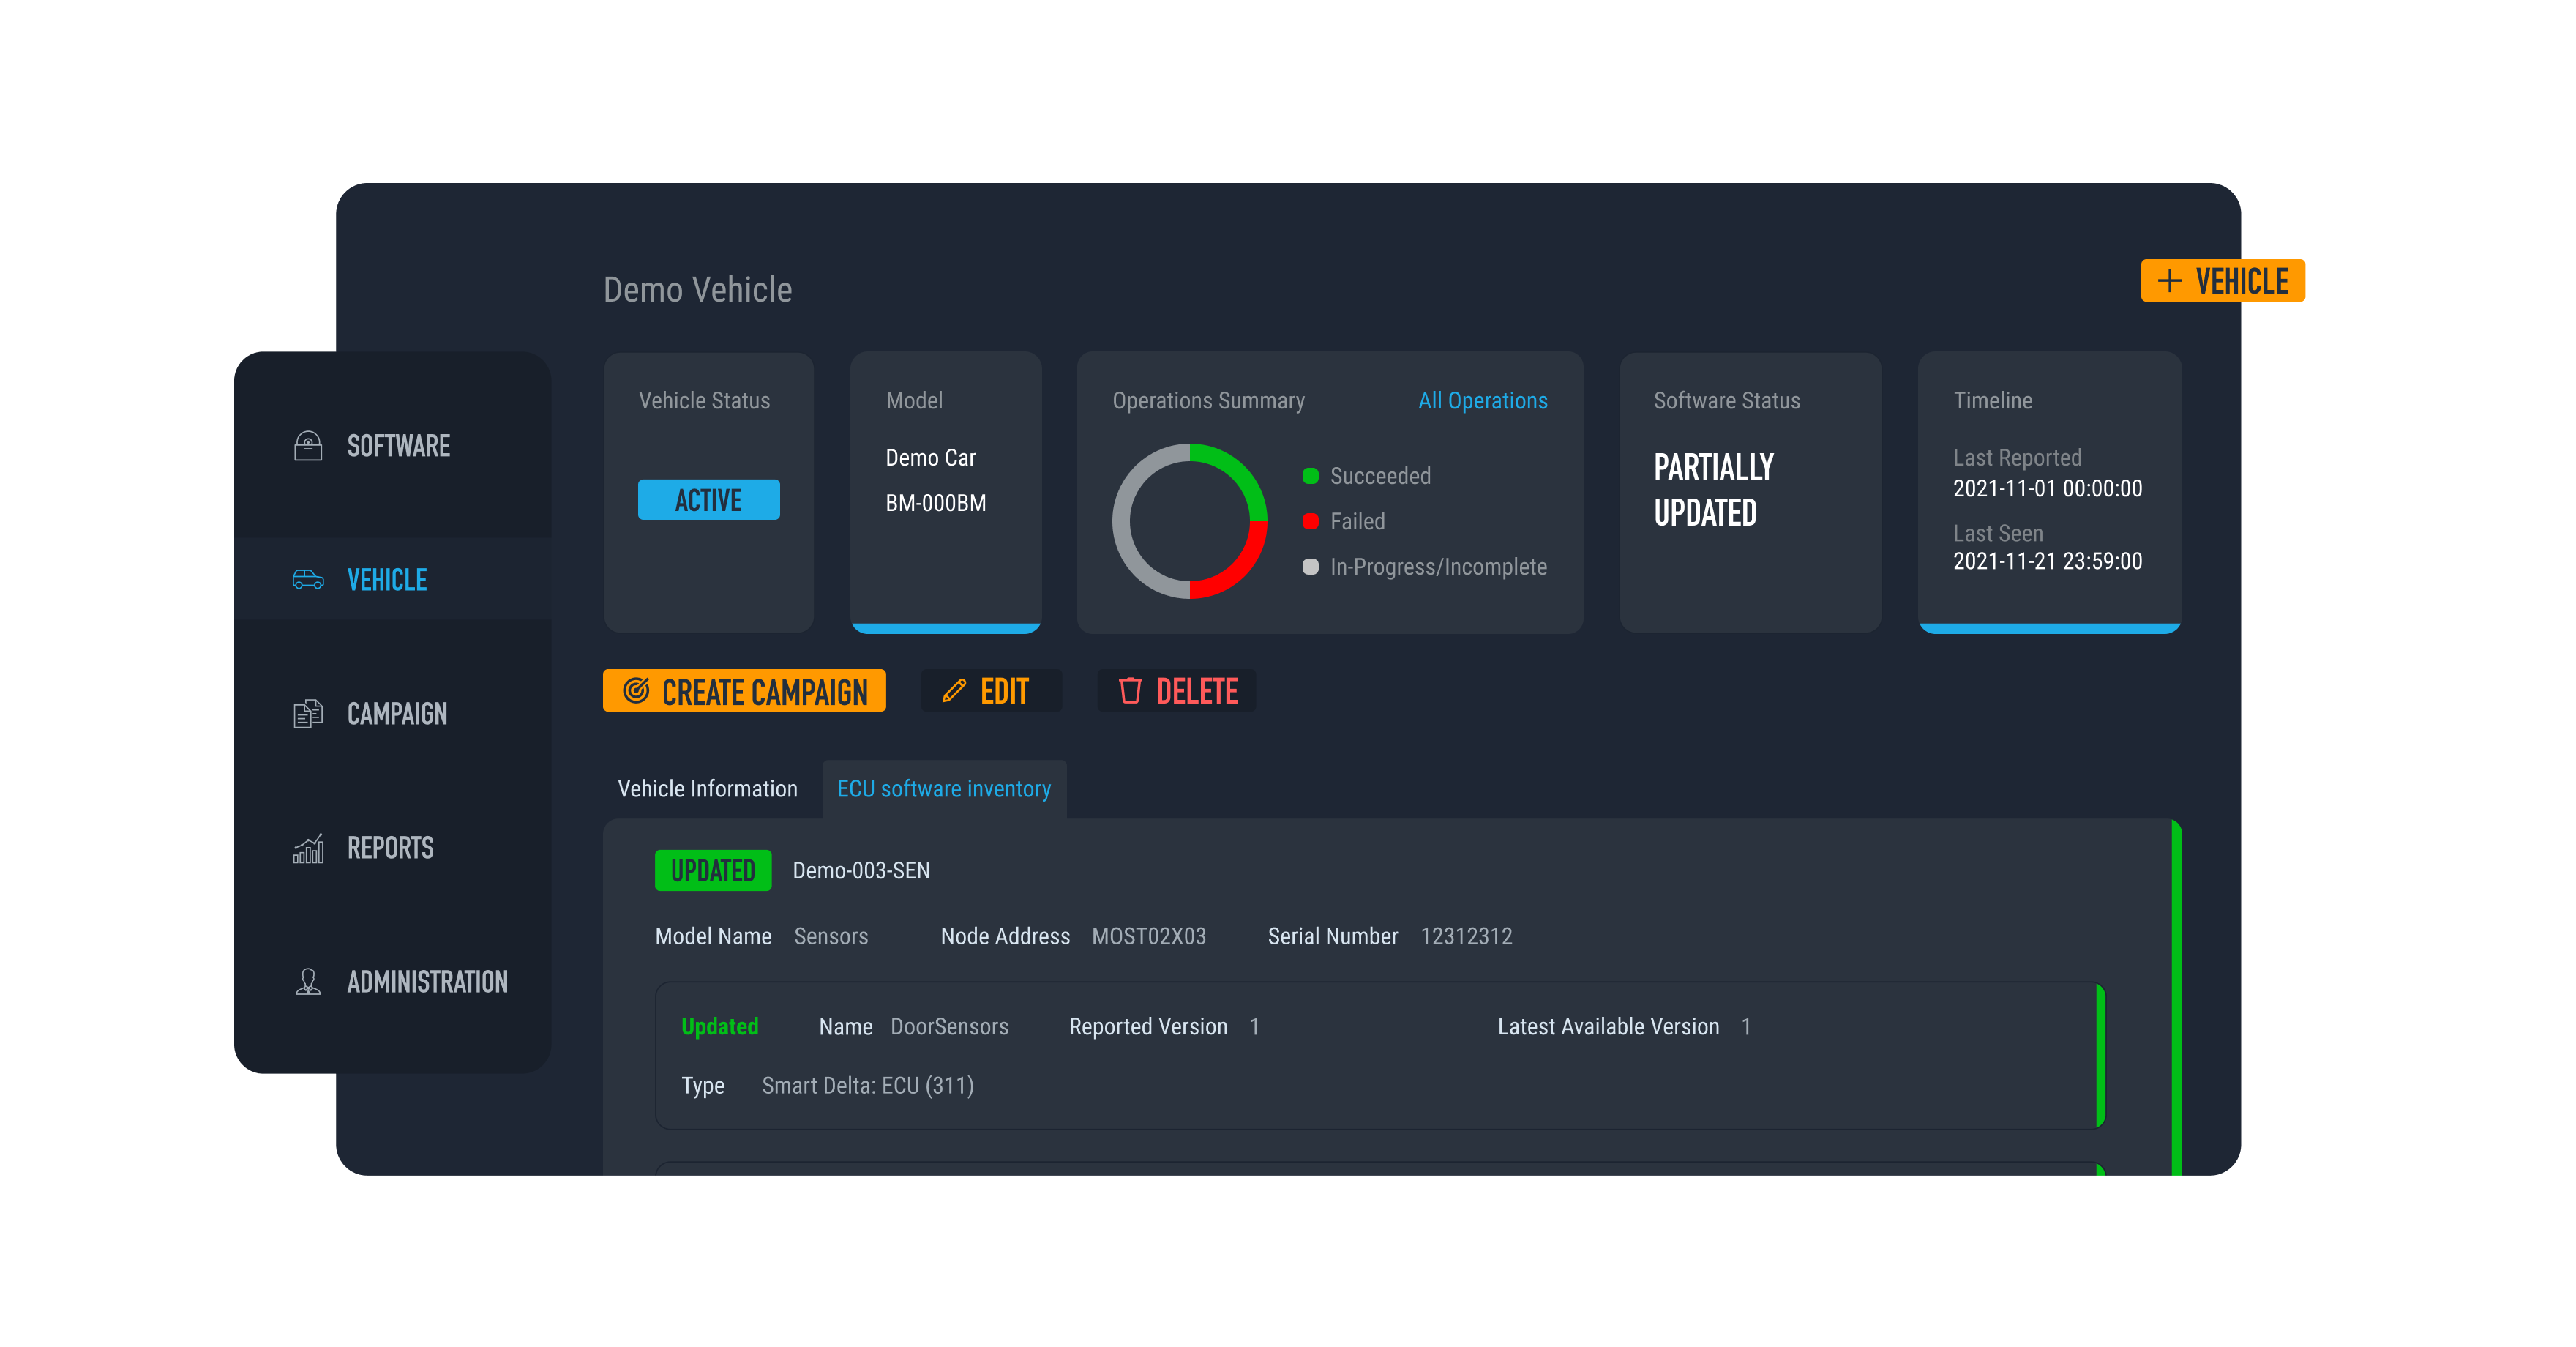 Demo Vehicle
+ VEHICLE
SOFTWARE
VEHICLE
CAMPAIGN
REPORTS
ADMINISTRATION
Vehicle Status
ACTIVE
Model
Demo Car
BM-000BM
Operations Summary All Operations
Succeeded
Failed
In-Progress/Incomplete
Software Status
PARTIALLY
UPDATED
Timeline
Last Reported
2021-11-01 00:00:00
Last Seen
2021-11-21 23:59:00
CREATE CAMPAIGN EDIT DELETE
Vehicle Information ECU software inventory
UPDATED Demo-003-SEN
Model Name Sensors Node Address MOST02X03 Serial Number 12312312
Updated Name DoorSensors Reported Version 1 Latest Available Version 1
Type Smart Delta: ECU (311)